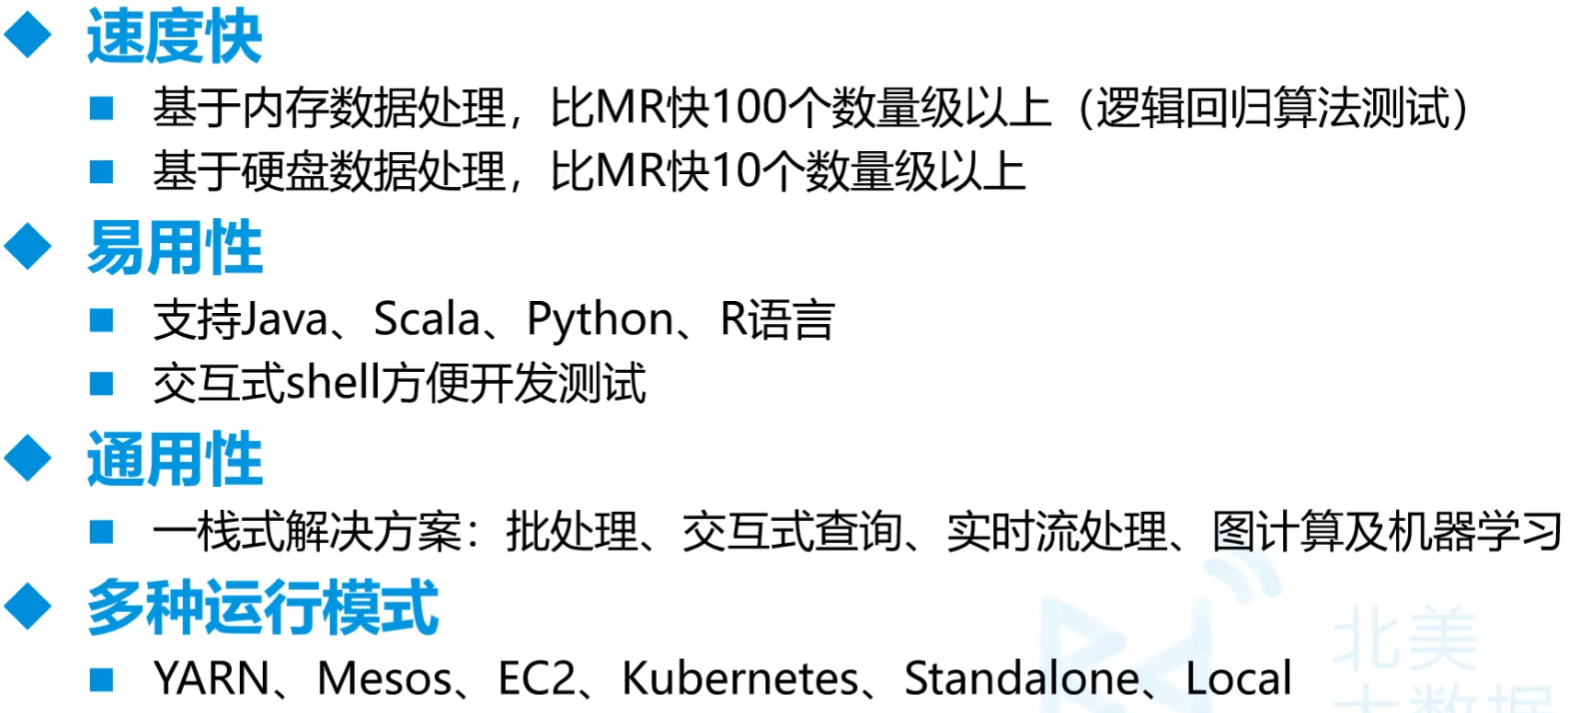 速度快
基于内存数据处理，比MR快100个数量级以上（逻辑回归算法测试）
基于硬盘数据处理，比MR快10个数量级以上
易用性
支持Java、Scala、Python、R语言
交互式shell方便开发测试
通用性
一栈式解决方案：批处理、交互式查询、实时流处理、图计算及机器学习
多种运行模式
YARN、Mesos、EC2、Kubernetes、Standalone、Local
北美
大数据